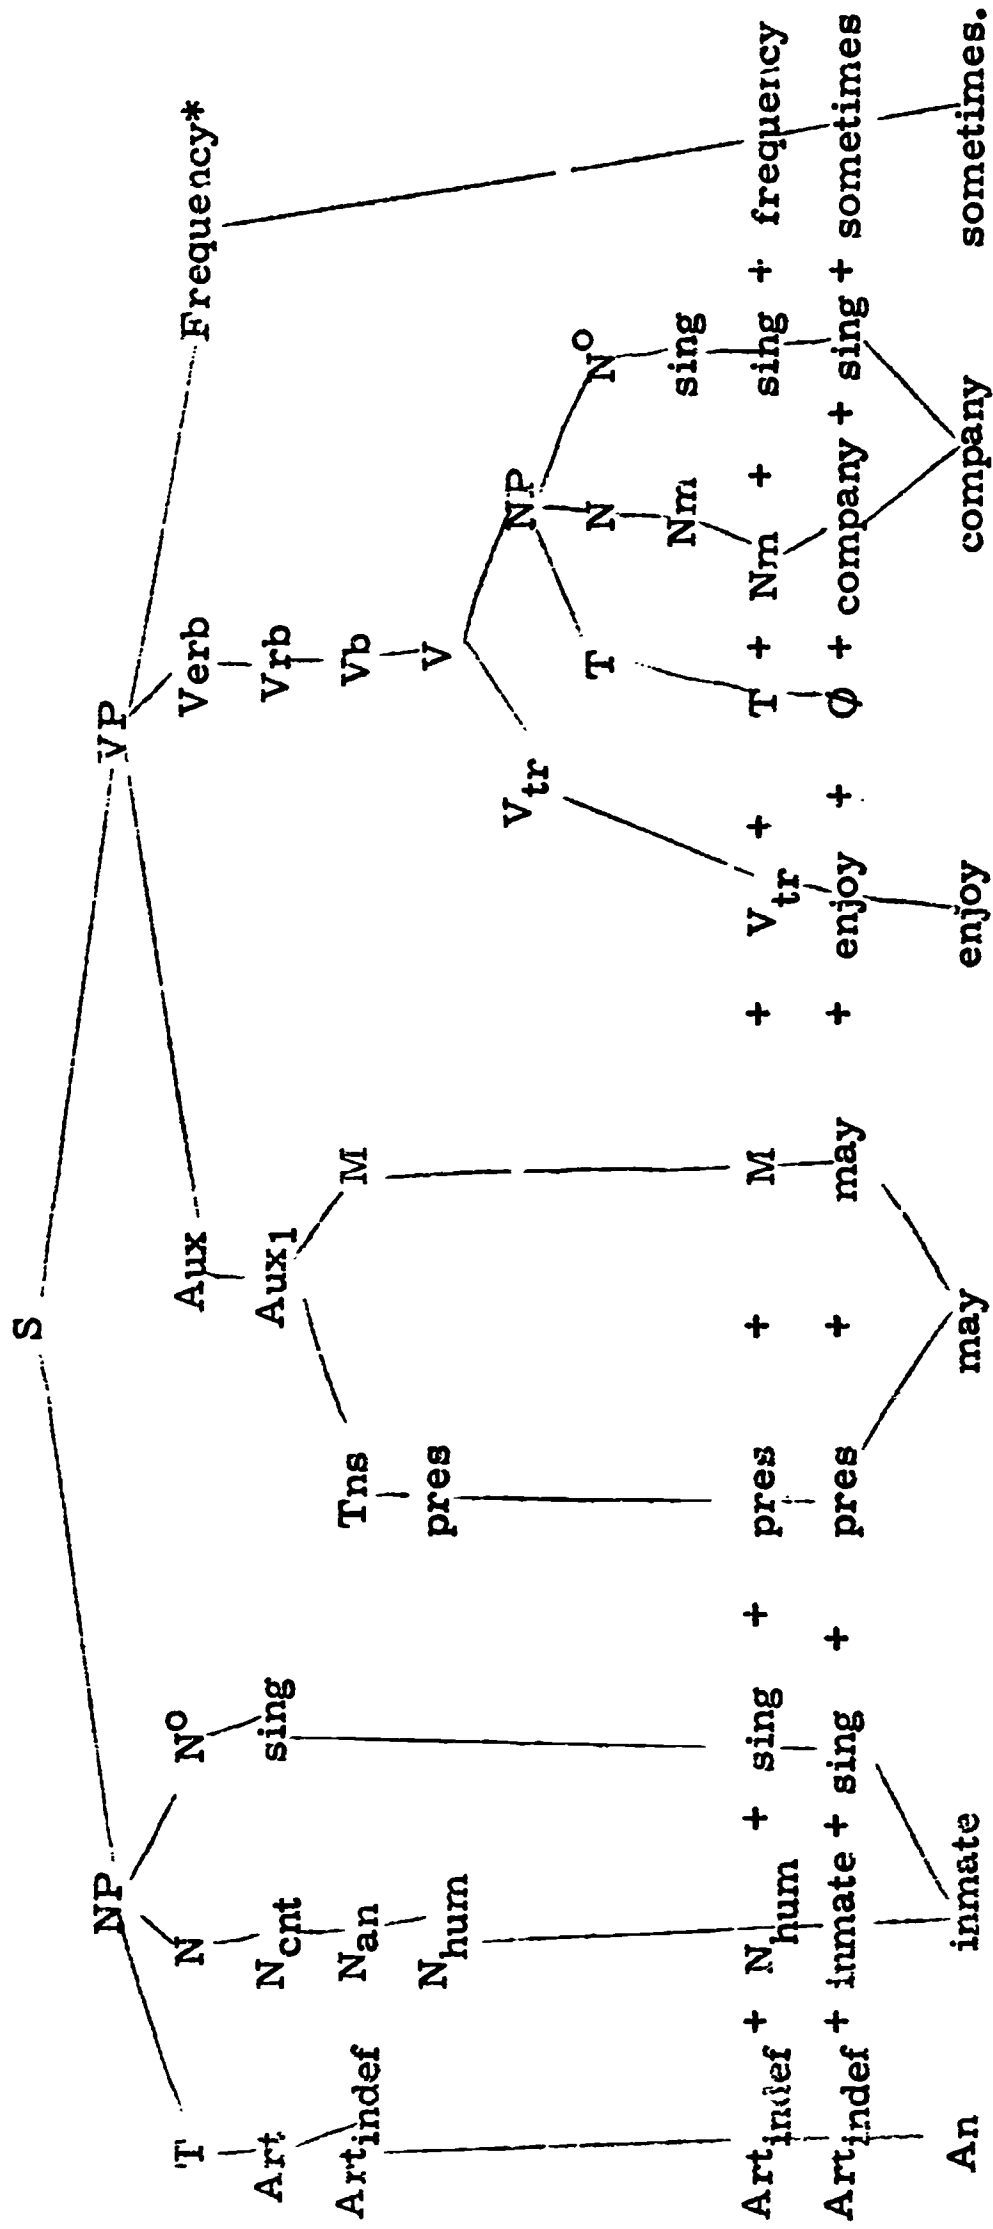 S
NP VP
T N Nº Aux Verb Frequency*
Art Ncnt sing Aux1 Vrb
Artindef Nan Tns M Vb
Nhum pres V
Vtr NP
T N Nº
Nm sing
Artindef + Nhum + sing + pres + M + Vtr + T + Nm + sing + frequency
Artindef + inmate + sing + pres + may + enjoy + Ø + company + sing + sometimes
An inmate may enjoy company sometimes.